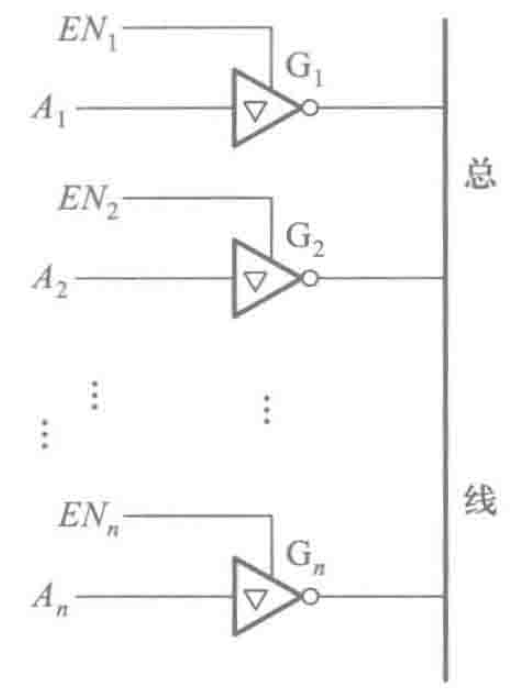 EN₁
G₁
A₁
总
EN₂
G₂
A₂
⋮
⋮
⋮
线
ENₙ
Gₙ
Aₙ